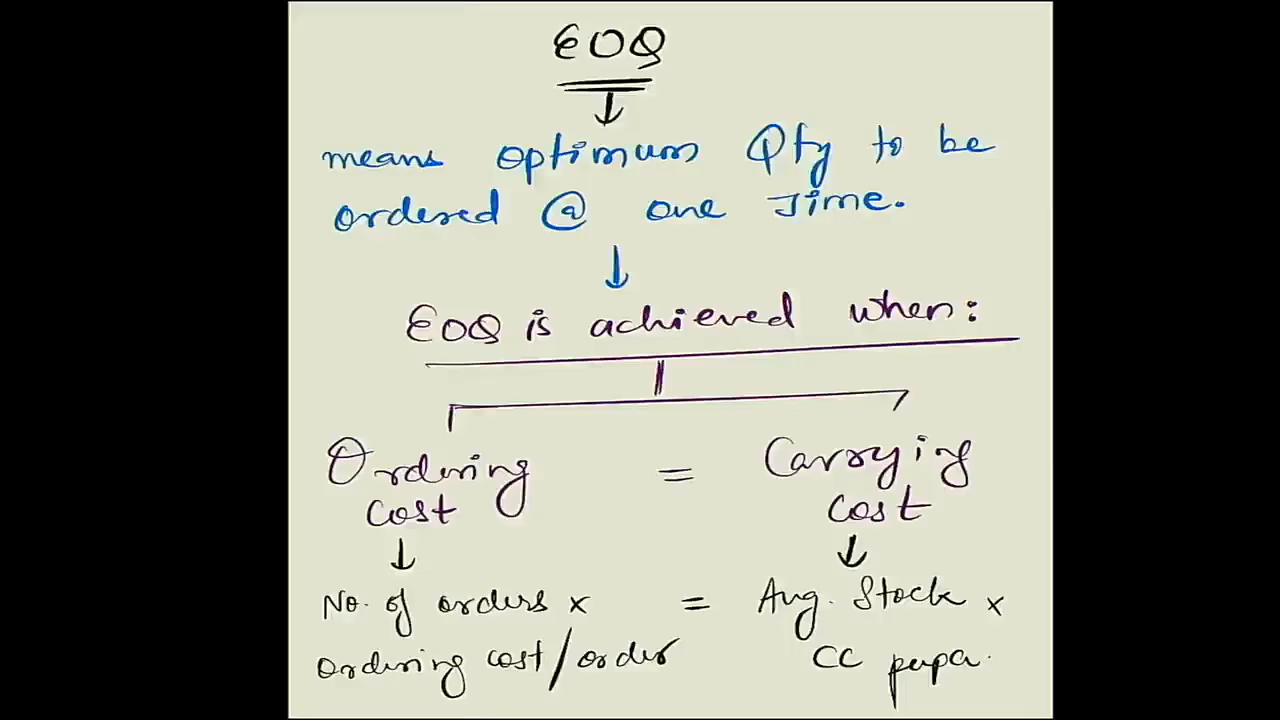 EOQ
means optimum Qty to be
ordered @ one Time.
EOQ is achieved when:
Ordering = Carrying
cost cost
No. of orders x = Avg. Stock x
ordering cost/order CC pupa.